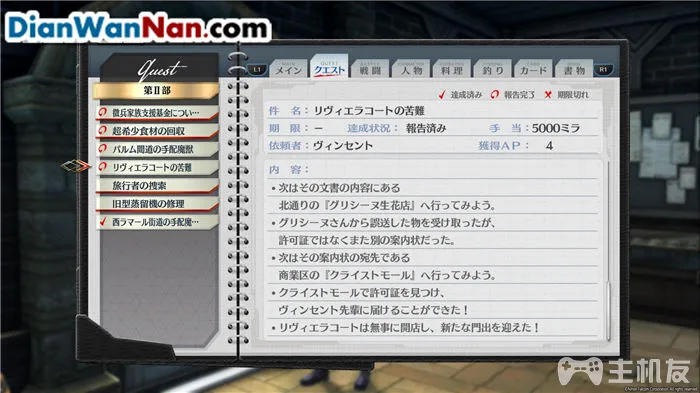 DianWanNan.com
Quest
第Ⅱ部
猟兵家族支援基金につい…
超希少食材の回収
パルム間道の手配魔獣
リヴィエラコートの苦難
旅行者の捜索
旧型蒸留機の修理
西ラマール街道の手配魔…
L1 メイン クエスト 戦闘 人物 料理 釣り カード 書物 R1
達成済み 報告完了 期限切れ
件 名：リヴィエラコートの苦難
期 限：－ 達成状況： 報告済み 手 当：5000ミラ
依頼者：ヴィンセント 獲得ＡＰ： 4
内 容：
•次はその文書の内容にある
北通りの『グリシーヌ生花店』へ行ってみよう。
•グリシーヌさんから誤送した物を受け取ったが、
許可証ではなくまた別の案内状だった。
•次はその案内状の宛先である
商業区の『クライストモール』へ行ってみよう。
•クライストモールで許可証を見つけ、
ヴィンセント先輩に届けることができた！
•リヴィエラコートは無事に開店し、新たな門出を迎えた！
主机友